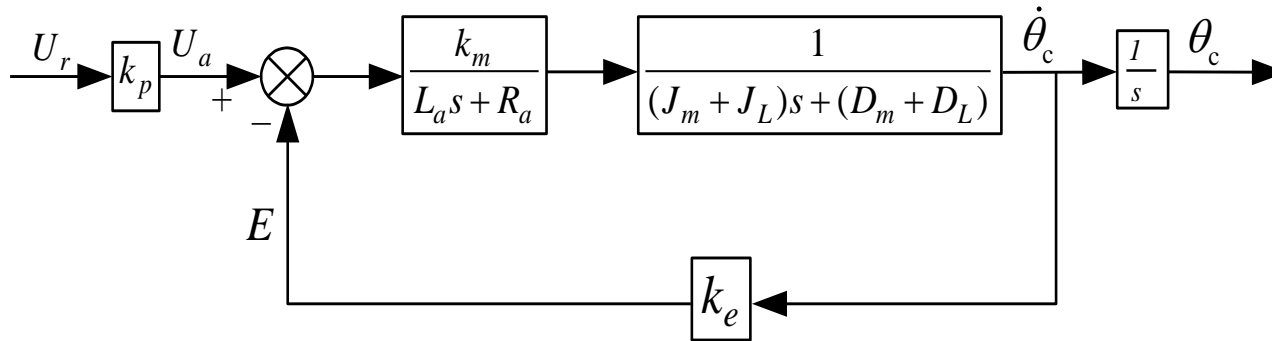 U_r
k_p
U_a
+
−
k_m
L_a s + R_a
1
(J_m + J_L)s + (D_m + D_L)
θ̇_c
1
s
θ_c
E
k_e